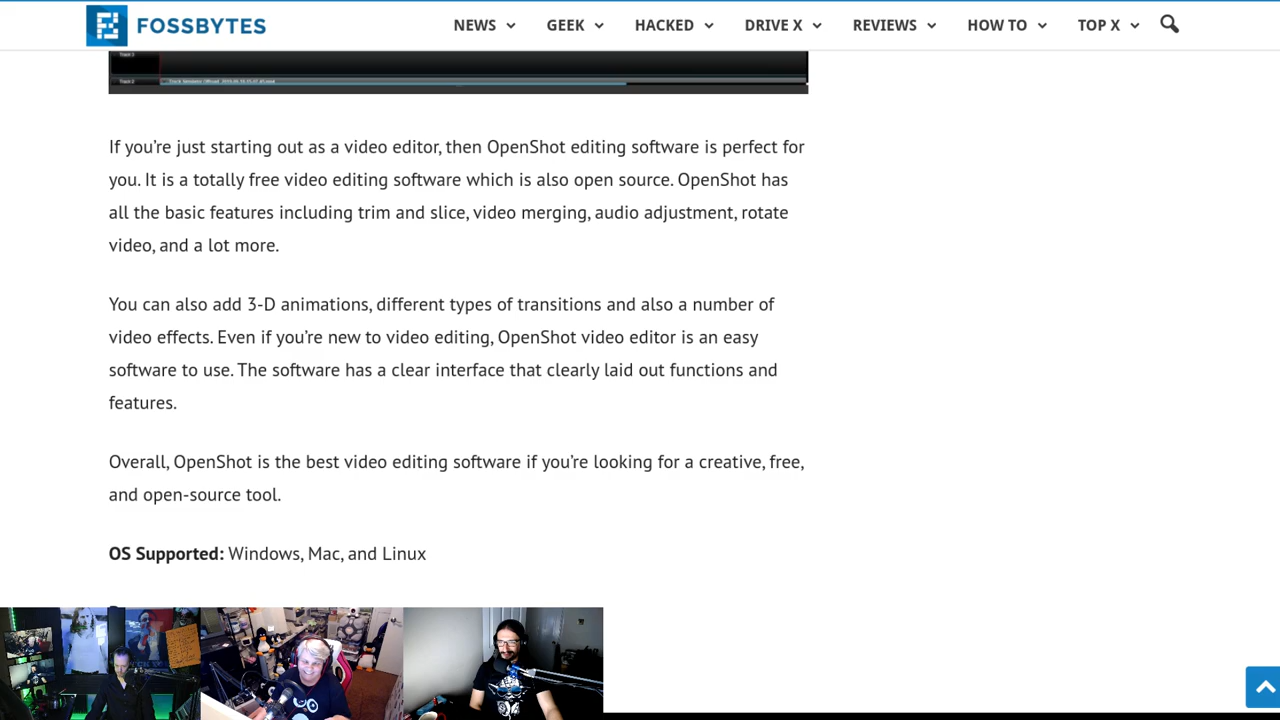 FOSSBYTES
NEWS GEEK HACKED DRIVE X REVIEWS HOW TO TOP X
If you’re just starting out as a video editor, then OpenShot editing software is perfect for
you. It is a totally free video editing software which is also open source. OpenShot has
all the basic features including trim and slice, video merging, audio adjustment, rotate
video, and a lot more.
You can also add 3-D animations, different types of transitions and also a number of
video effects. Even if you’re new to video editing, OpenShot video editor is an easy
software to use. The software has a clear interface that clearly laid out functions and
features.
Overall, OpenShot is the best video editing software if you’re looking for a creative, free,
and open-source tool.
OS Supported: Windows, Mac, and Linux